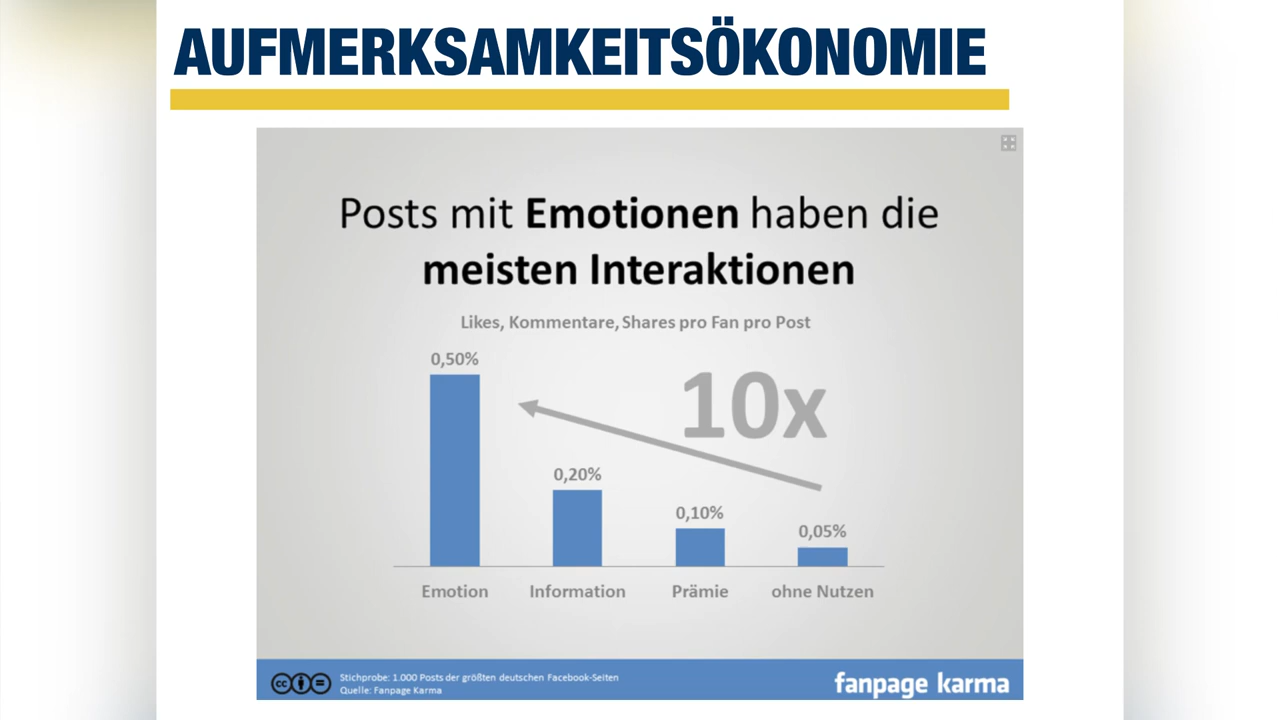 AUFMERKSAMKEITSÖKONOMIE
Posts mit Emotionen haben die
meisten Interaktionen
Likes, Kommentare, Shares pro Fan pro Post
0,50%
10x
0,20%
0,10%
0,05%
Emotion Information Prämie ohne Nutzen
cc
Stichprobe: 1.000 Posts der größten deutschen Facebook-Seiten
Quelle: Fanpage Karma
fanpage karma